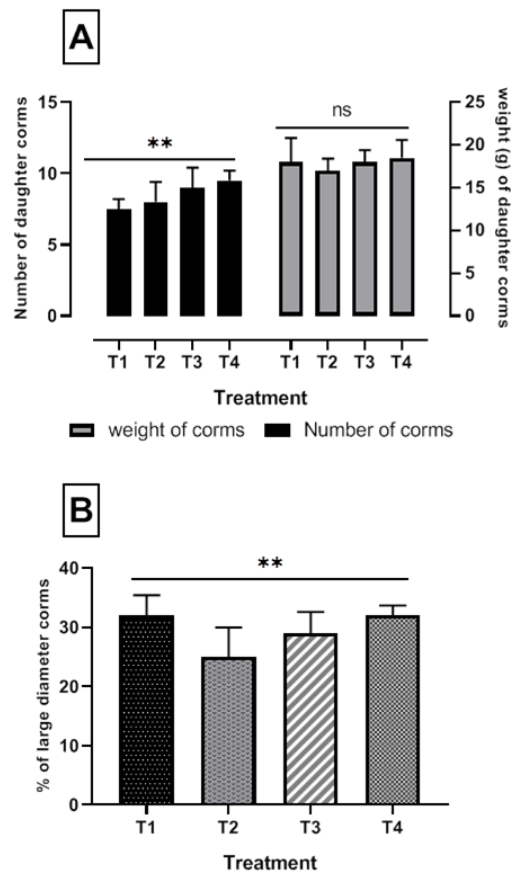 A
Number of daughter corms
15
10
5
0
**
ns
25
20
15
10
5
0
weight (g) of daughter corms
T1 T2 T3 T4 T1 T2 T3 T4
Treatment
weight of corms Number of corms
B
% of large diameter corms
40
30
20
10
0
**
T1 T2 T3 T4
Treatment